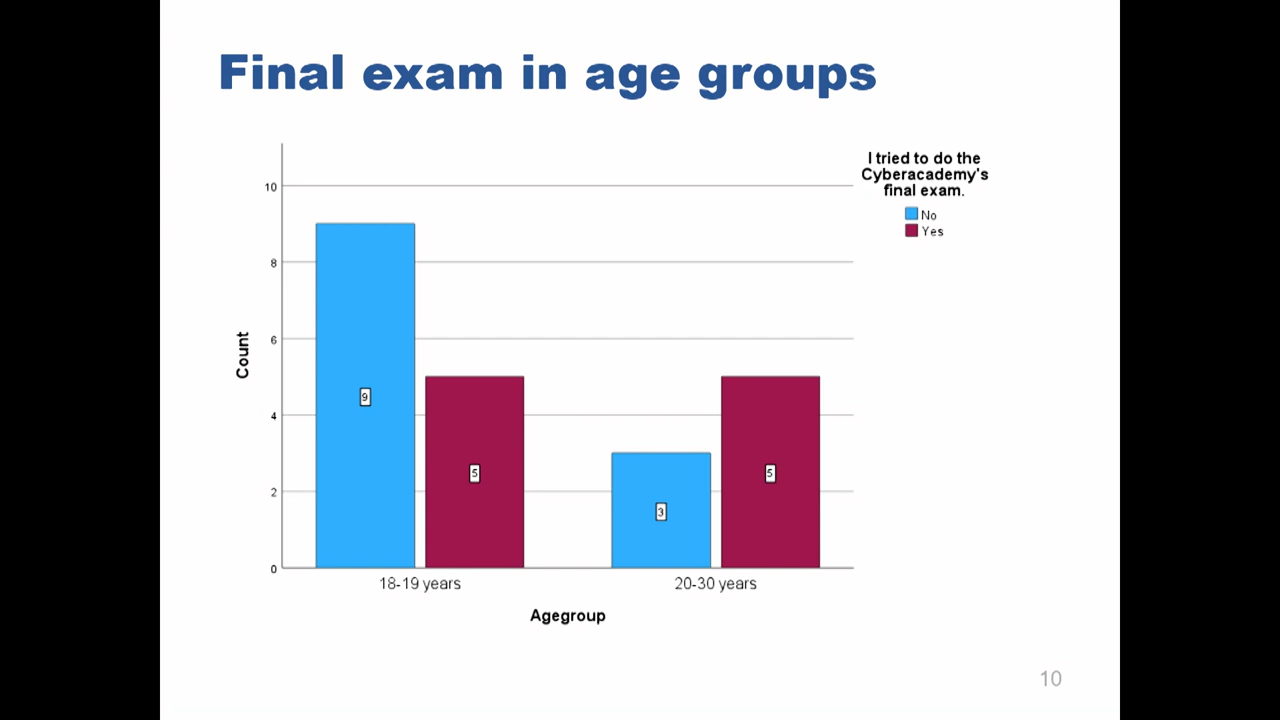 Final exam in age groups
I tried to do the
Cyberacademy's
final exam.
No
Yes
Count
10
8
6
4
2
0
9
5
3
5
18-19 years
20-30 years
Agegroup
10